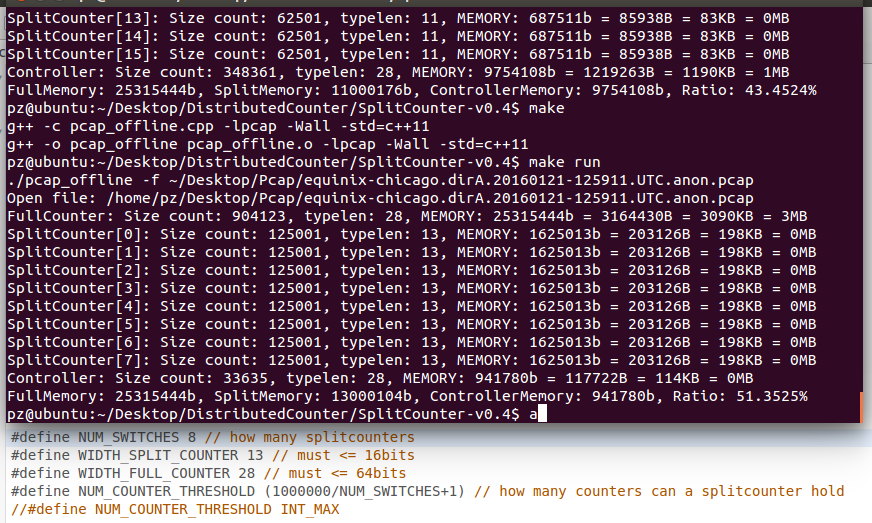 SplitCounter[13]: Size count: 62501, typelen: 11, MEMORY: 687511b = 85938B = 83KB = 0MB
SplitCounter[14]: Size count: 62501, typelen: 11, MEMORY: 687511b = 85938B = 83KB = 0MB
SplitCounter[15]: Size count: 62501, typelen: 11, MEMORY: 687511b = 85938B = 83KB = 0MB
Controller: Size count: 348361, typelen: 28, MEMORY: 9754108b = 1219263B = 1190KB = 1MB
FullMemory: 25315444b, SplitMemory: 11000176b, ControllerMemory: 9754108b, Ratio: 43.4524%
pz@ubuntu:~/Desktop/DistributedCounter/SplitCounter-v0.4$ make
g++ -c pcap_offline.cpp -lpcap -Wall -std=c++11
g++ -o pcap_offline pcap_offline.o -lpcap -Wall -std=c++11
pz@ubuntu:~/Desktop/DistributedCounter/SplitCounter-v0.4$ make run
./pcap_offline -f ~/Desktop/Pcap/equinix-chicago.dirA.20160121-125911.UTC.anon.pcap
Open file: /home/pz/Desktop/Pcap/equinix-chicago.dirA.20160121-125911.UTC.anon.pcap
FullCounter: Size count: 904123, typelen: 28, MEMORY: 25315444b = 3164430B = 3090KB = 3MB
SplitCounter[0]: Size count: 125001, typelen: 13, MEMORY: 1625013b = 203126B = 198KB = 0MB
SplitCounter[1]: Size count: 125001, typelen: 13, MEMORY: 1625013b = 203126B = 198KB = 0MB
SplitCounter[2]: Size count: 125001, typelen: 13, MEMORY: 1625013b = 203126B = 198KB = 0MB
SplitCounter[3]: Size count: 125001, typelen: 13, MEMORY: 1625013b = 203126B = 198KB = 0MB
SplitCounter[4]: Size count: 125001, typelen: 13, MEMORY: 1625013b = 203126B = 198KB = 0MB
SplitCounter[5]: Size count: 125001, typelen: 13, MEMORY: 1625013b = 203126B = 198KB = 0MB
SplitCounter[6]: Size count: 125001, typelen: 13, MEMORY: 1625013b = 203126B = 198KB = 0MB
SplitCounter[7]: Size count: 125001, typelen: 13, MEMORY: 1625013b = 203126B = 198KB = 0MB
Controller: Size count: 33635, typelen: 28, MEMORY: 941780b = 117722B = 114KB = 0MB
FullMemory: 25315444b, SplitMemory: 13000104b, ControllerMemory: 941780b, Ratio: 51.3525%
pz@ubuntu:~/Desktop/DistributedCounter/SplitCounter-v0.4$ a
#define NUM_SWITCHES 8 // how many splitcounters
#define WIDTH_SPLIT_COUNTER 13 // must <= 16bits
#define WIDTH_FULL_COUNTER 28 // must <= 64bits
#define NUM_COUNTER_THRESHOLD (1000000/NUM_SWITCHES+1) // how many counters can a splitcounter hold
//#define NUM_COUNTER_THRESHOLD INT_MAX